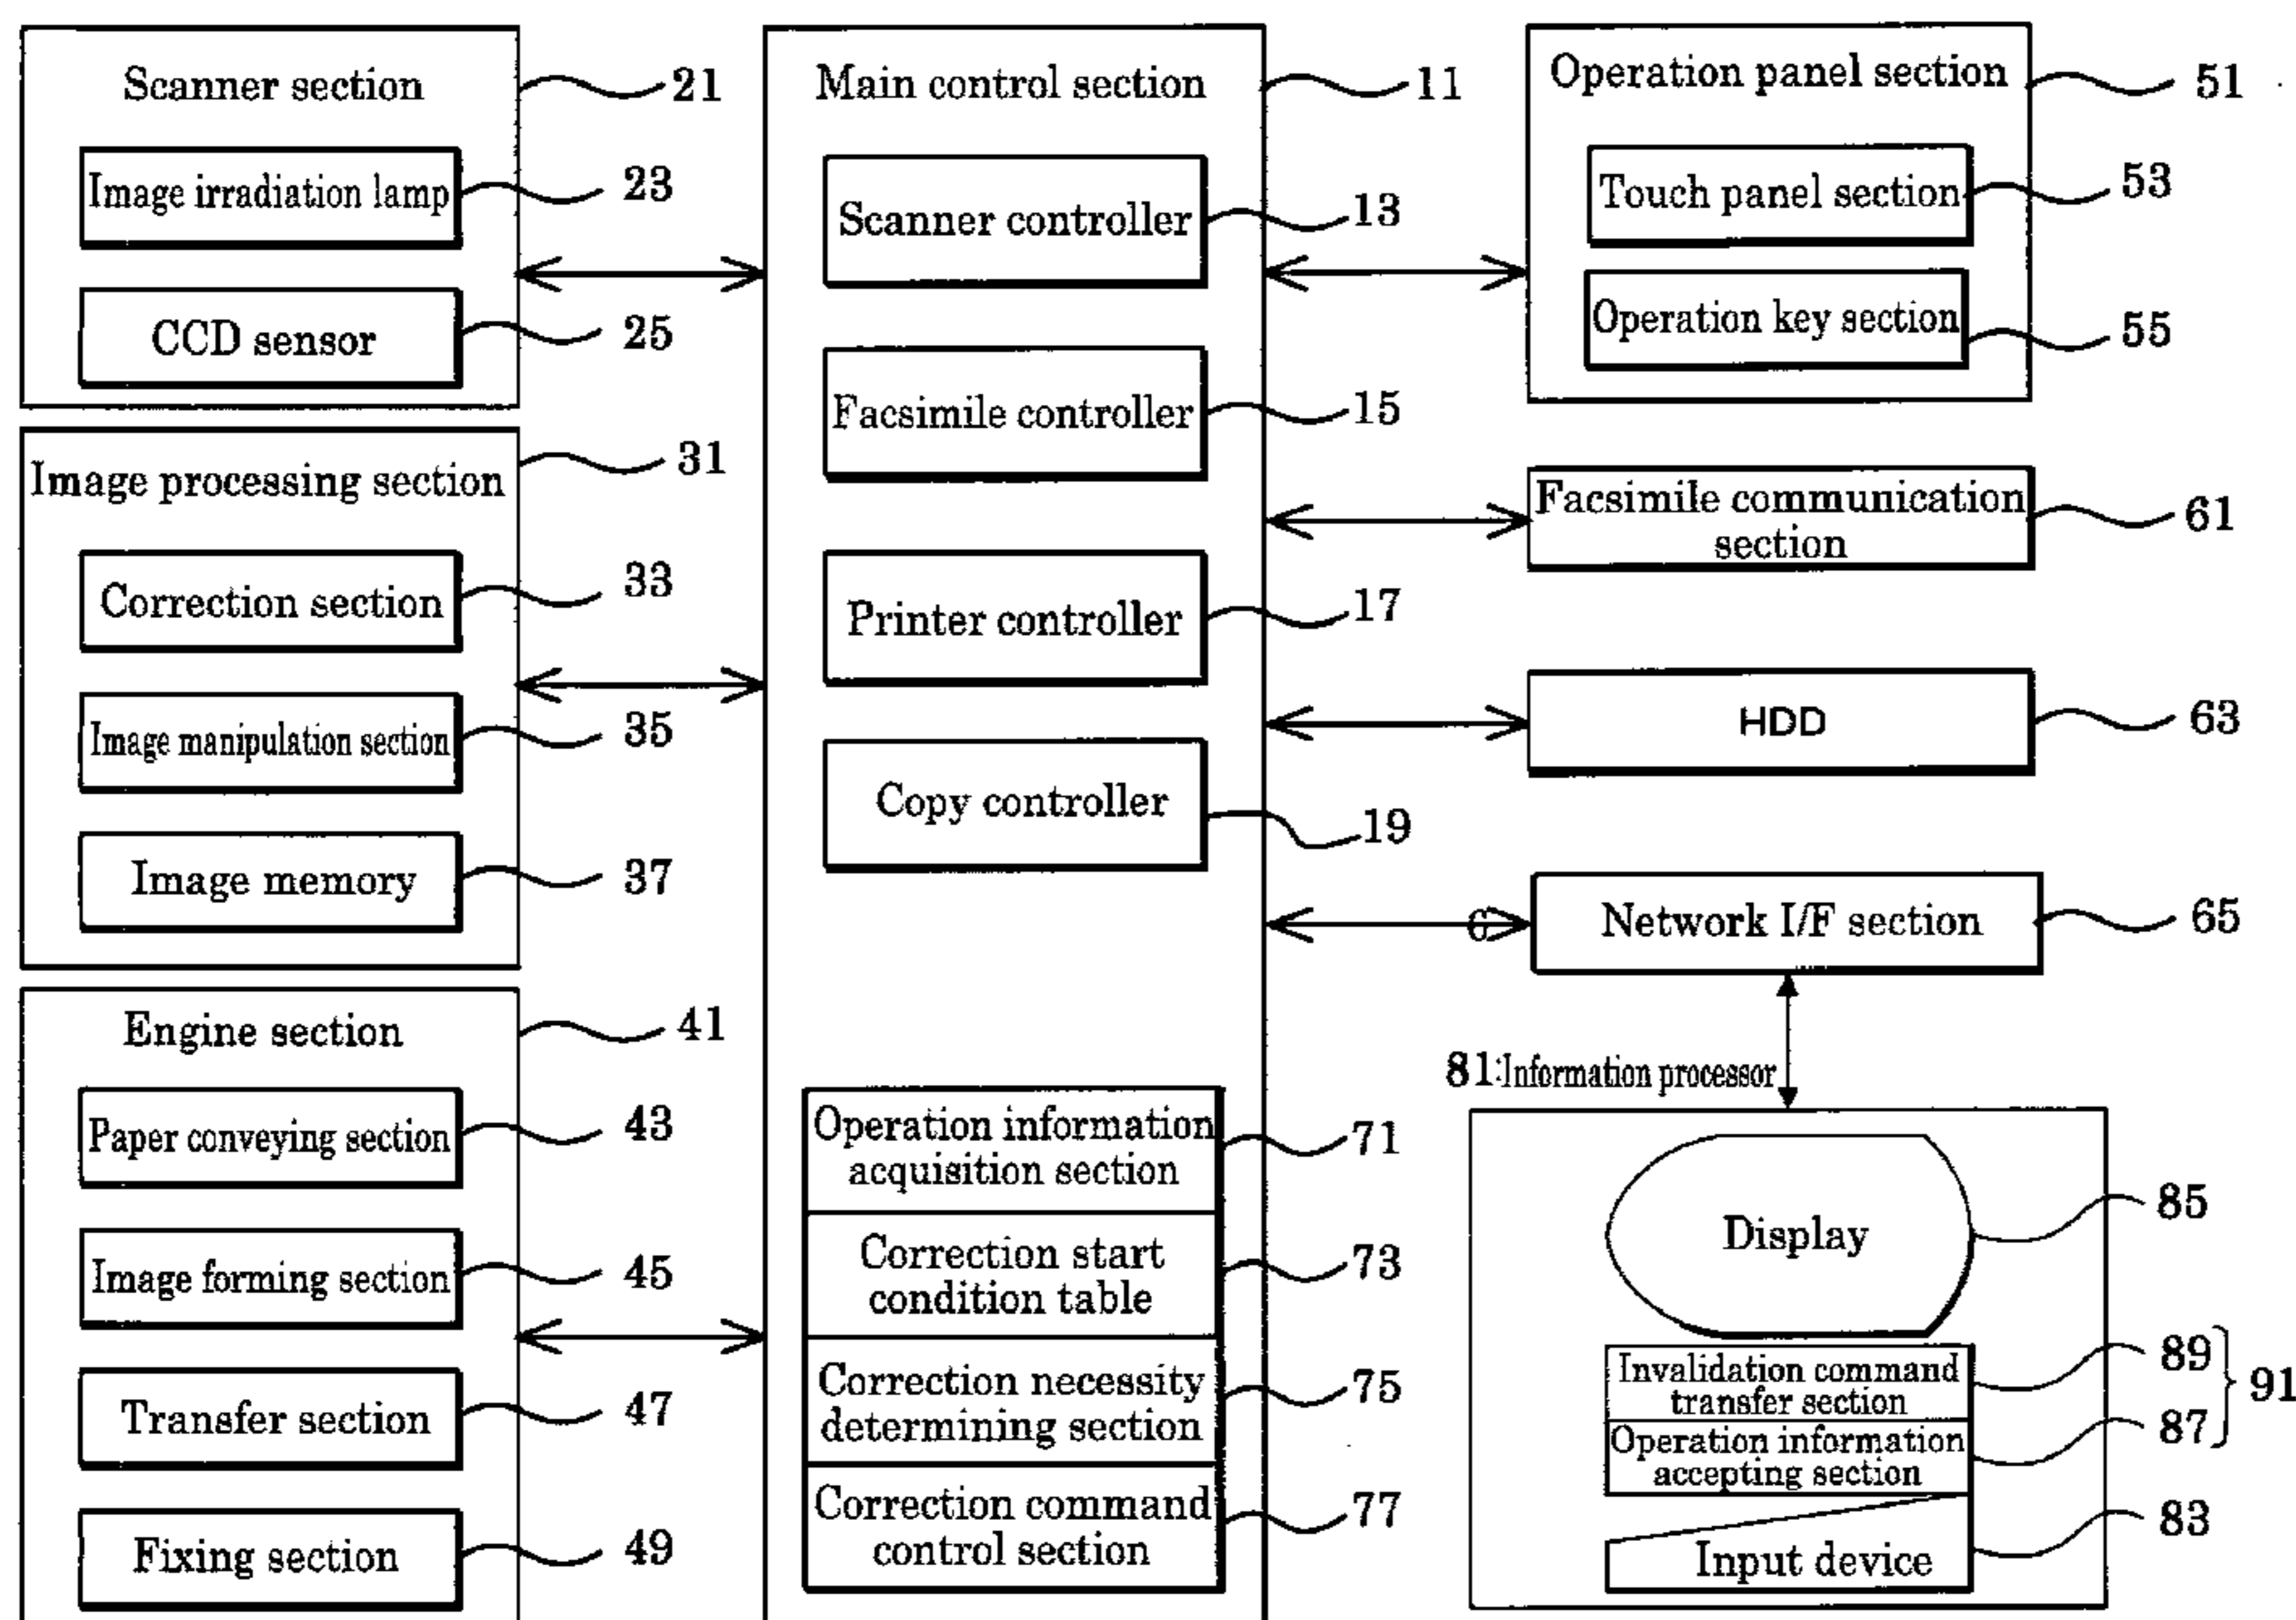 Scanner section
21
Image irradiation lamp
23
CCD sensor
25
Image processing section
31
Correction section
33
Image manipulation section
35
Image memory
37
Engine section
41
Paper conveying section
43
Image forming section
45
Transfer section
47
Fixing section
49
Main control section
11
Scanner controller
13
Facsimile controller
15
Printer controller
17
Copy controller
19
Operation information
acquisition section
71
Correction start
condition table
73
Correction necessity
determining section
75
Correction command
control section
77
Operation panel section
51
Touch panel section
53
Operation key section
55
Facsimile communication
section
61
HDD
63
6
Network I/F section
65
81:Information processor
Display
85
Invalidation command
transfer section
89
Operation information
accepting section
87
91
Input device
83